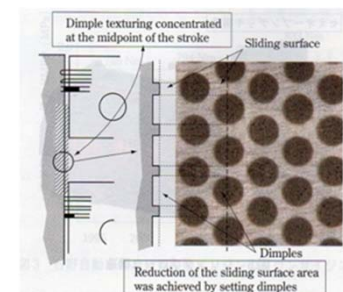 Dimple texturing concentrated
at the midpoint of the stroke
Sliding surface
Dimples
Reduction of the sliding surface area
was achieved by setting dimples